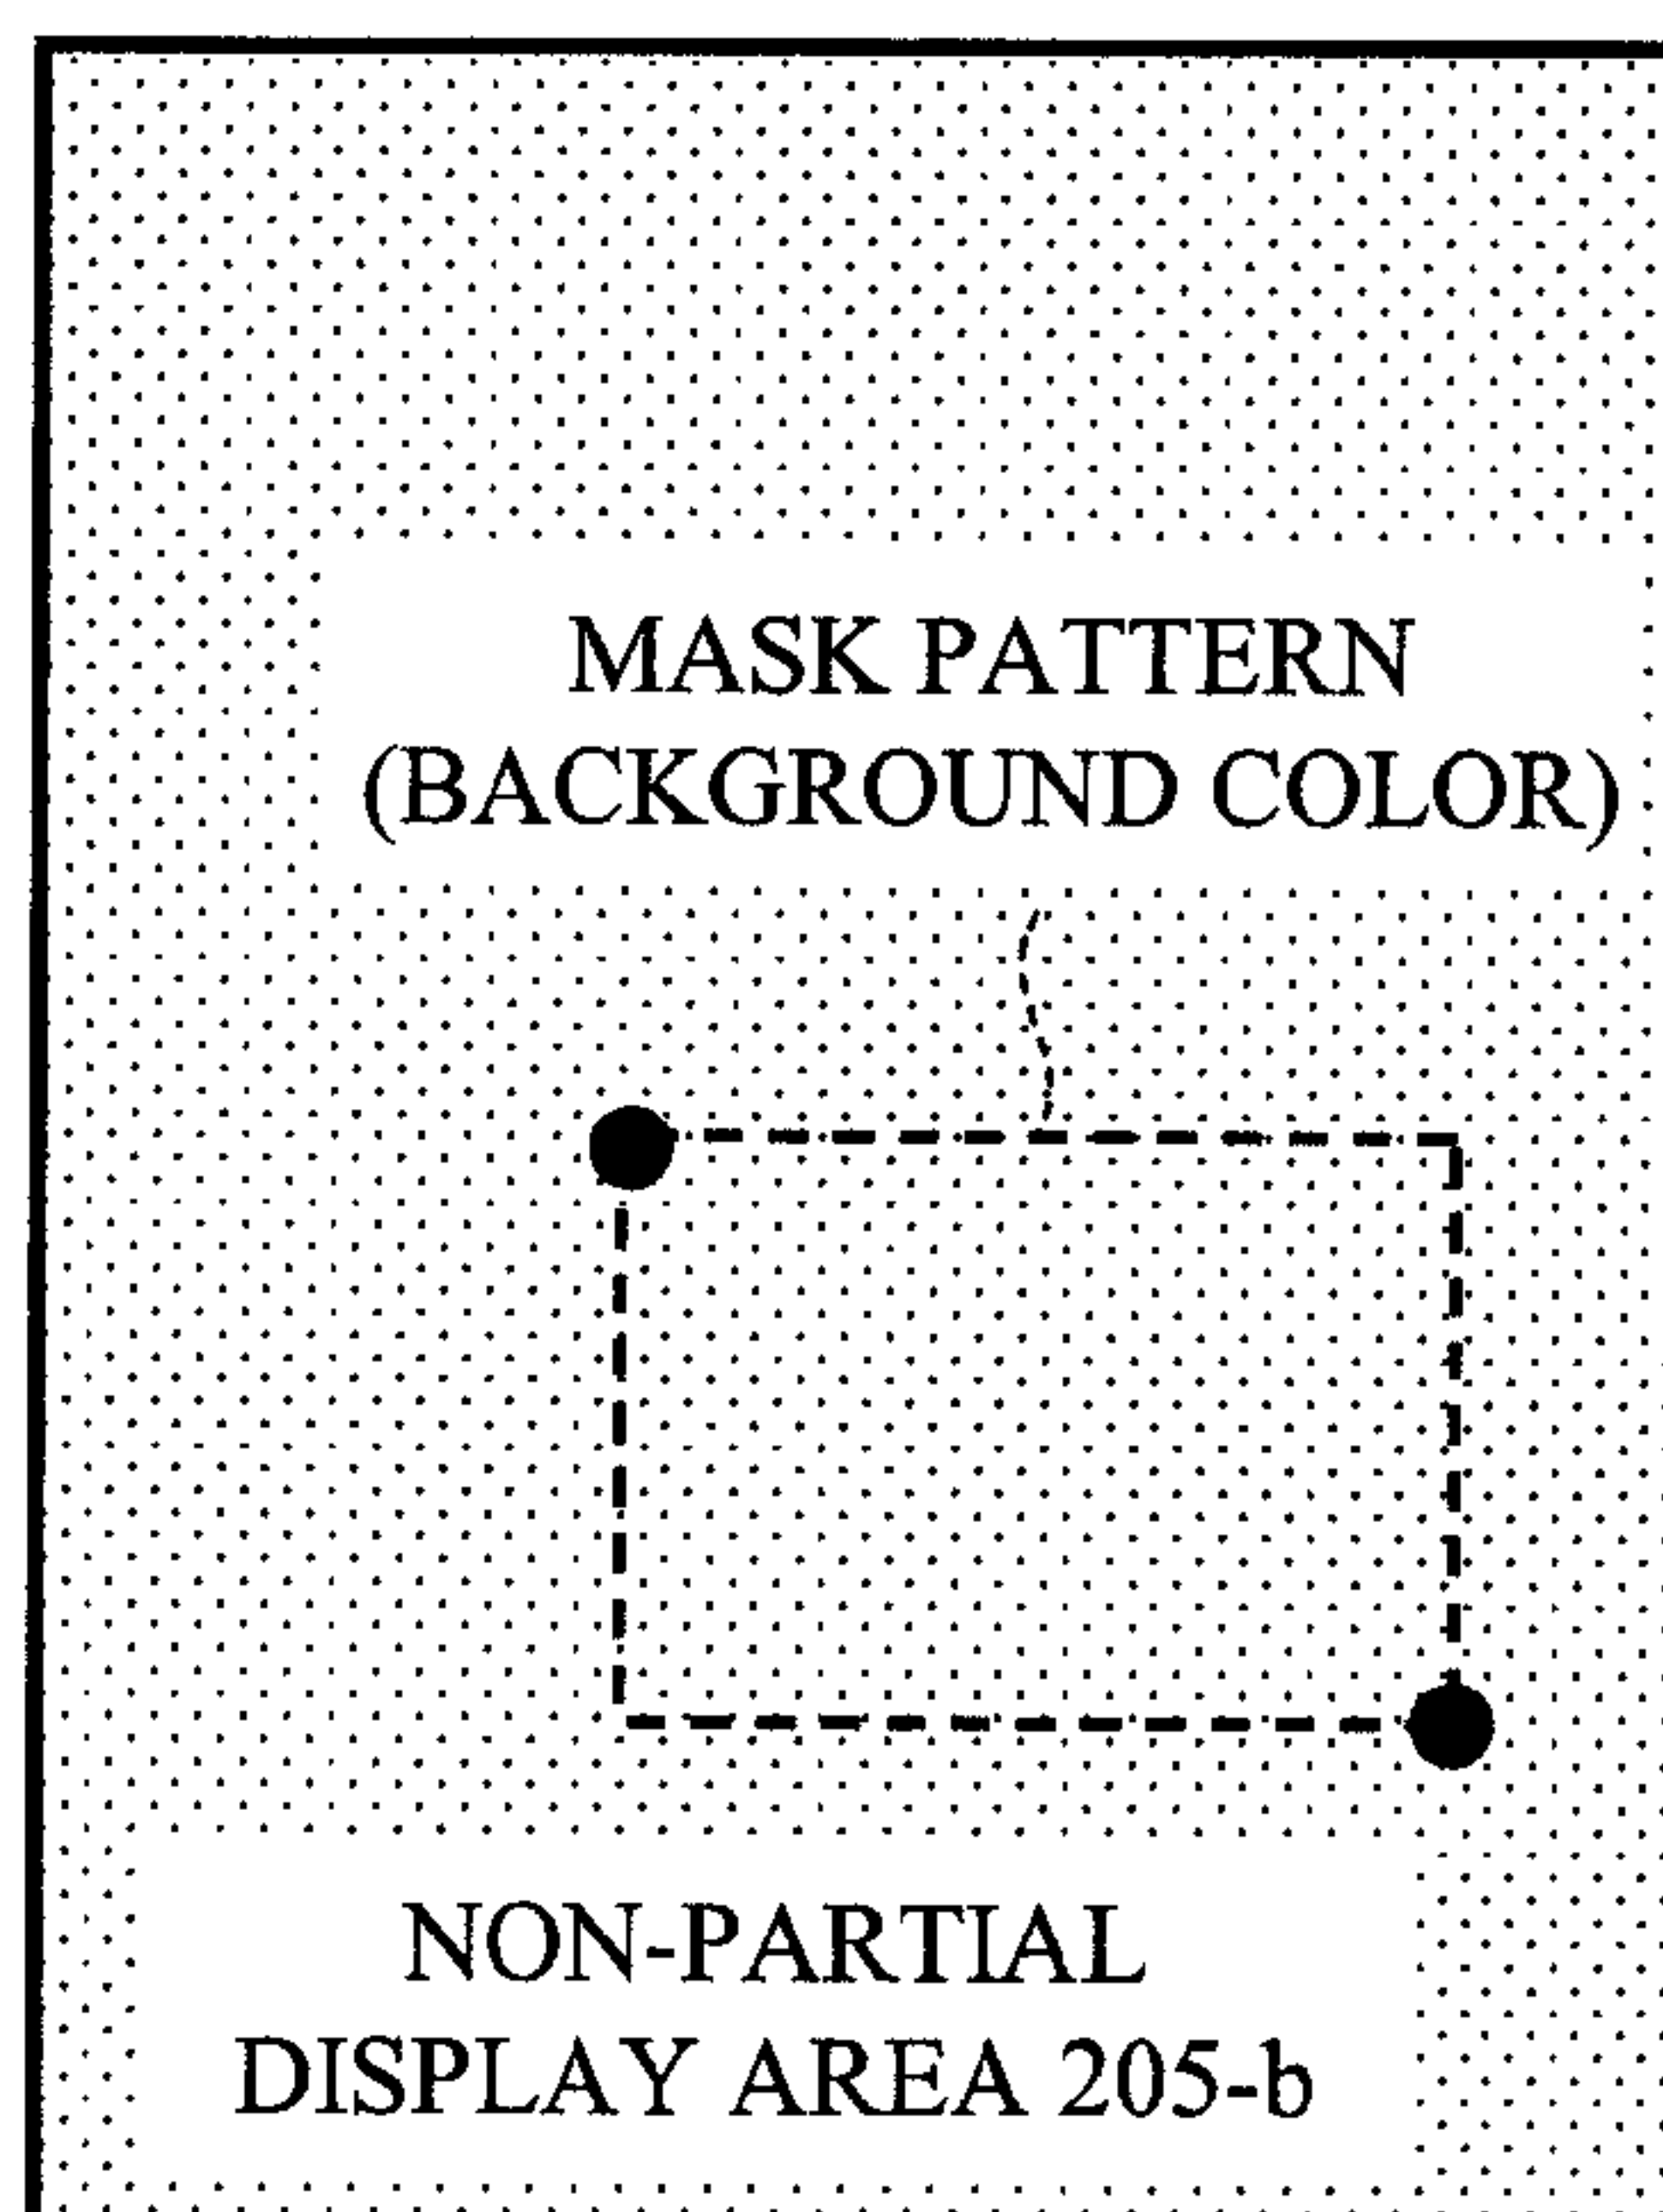 MASK PATTERN
(BACKGROUND COLOR)
NON-PARTIAL
DISPLAY AREA 205-b